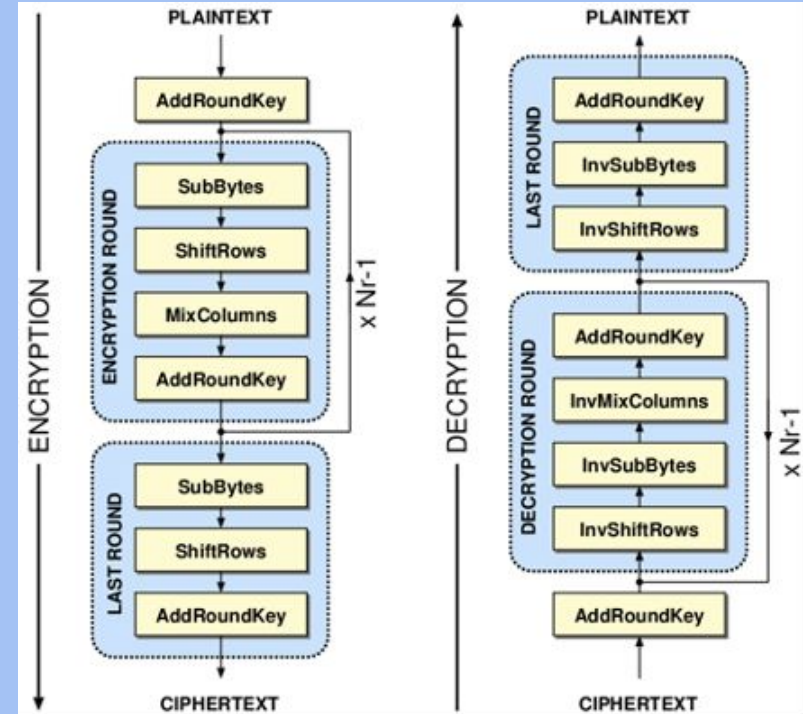 PLAINTEXT
AddRoundKey
ENCRYPTION ROUND
SubBytes
ShiftRows
MixColumns
AddRoundKey
x Nr-1
ENCRYPTION
LAST ROUND
SubBytes
ShiftRows
AddRoundKey
CIPHERTEXT
PLAINTEXT
LAST ROUND
AddRoundKey
InvSubBytes
InvShiftRows
DECRYPTION
DECRYPTION ROUND
AddRoundKey
InvMixColumns
InvSubBytes
InvShiftRows
x Nr-1
AddRoundKey
CIPHERTEXT